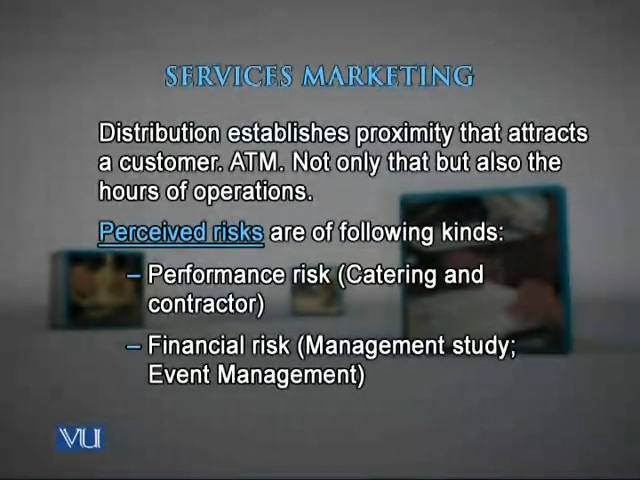 SERVICES MARKETING
Distribution establishes proximity that attracts
a customer. ATM. Not only that but also the
hours of operations.
Perceived risks are of following kinds:
– Performance risk (Catering and
contractor)
– Financial risk (Management study;
Event Management)
VU